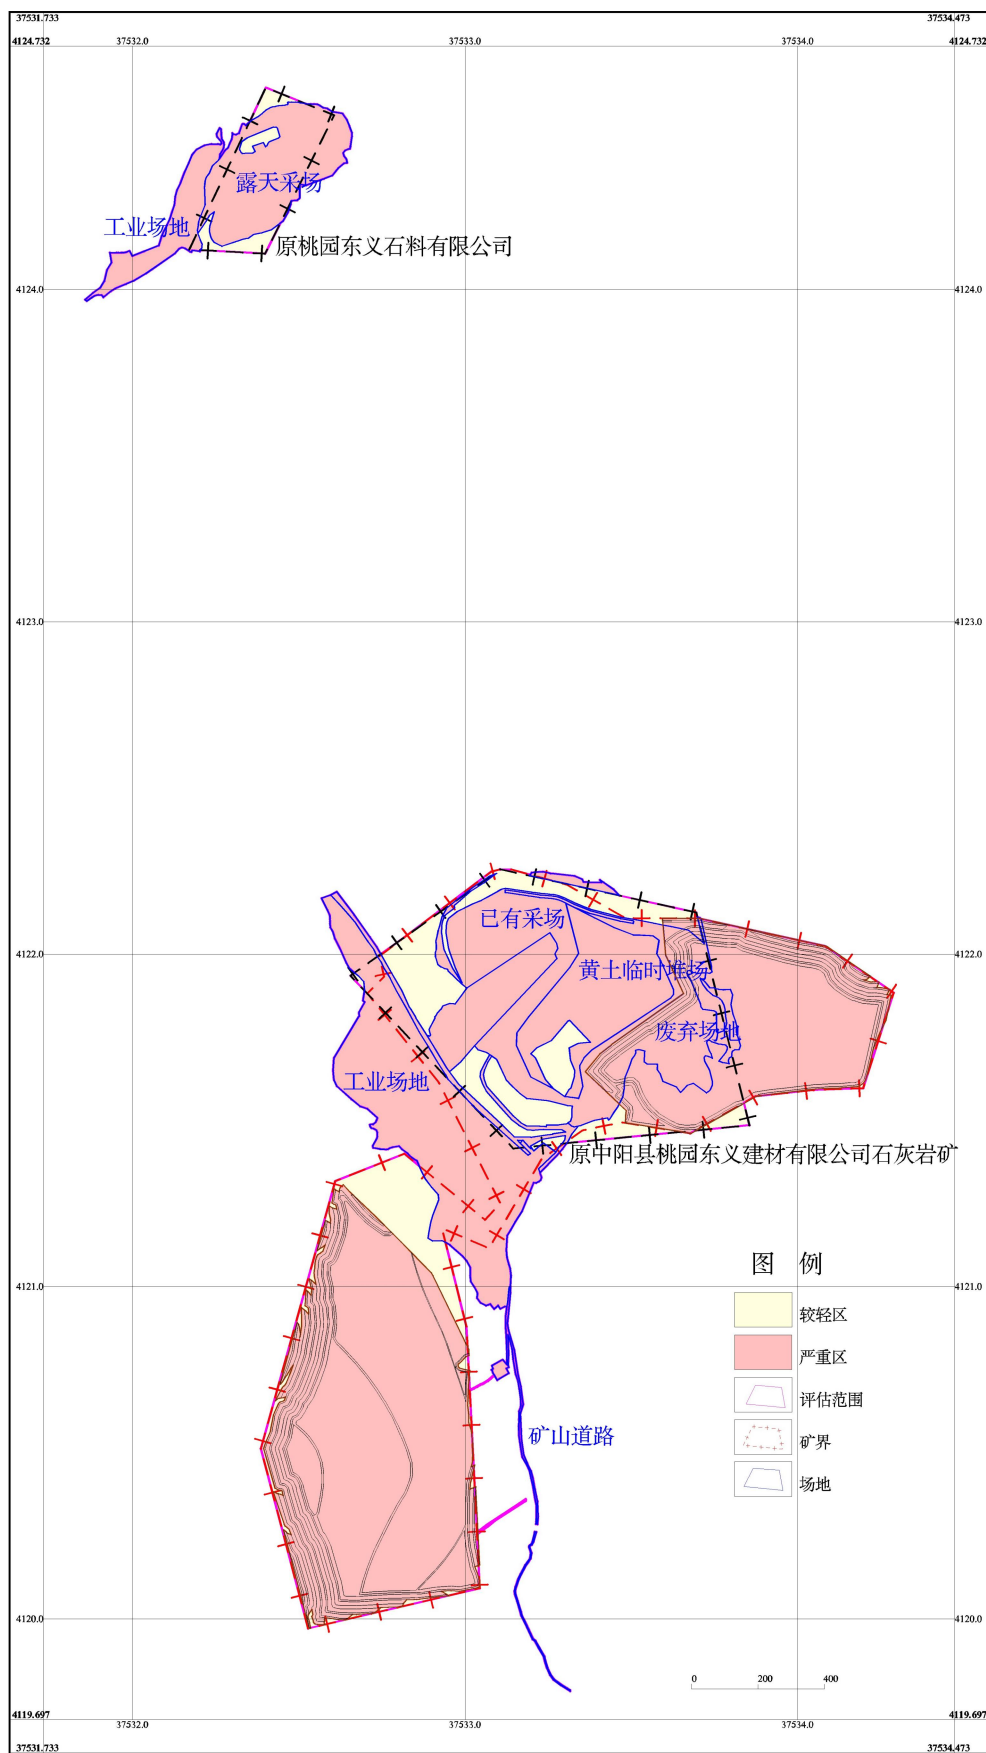 37531.733
37534.473
4124.732
37532.0
37533.0
37534.0
4124.732
露天采场
工业场地
原桃园东义石料有限公司
4124.0
4124.0
4123.0
4123.0
已有采场
4122.0
黄土临时堆场
4122.0
废弃场地
工业场地
原中阳县桃园东义建材有限公司石灰岩矿
图 例
4121.0
4121.0
较轻区
严重区
评估范围
矿山道路
矿界
场地
4120.0
4120.0
0 200 400
4119.697
4119.697
37532.0
37533.0
37534.0
37531.733
37534.473